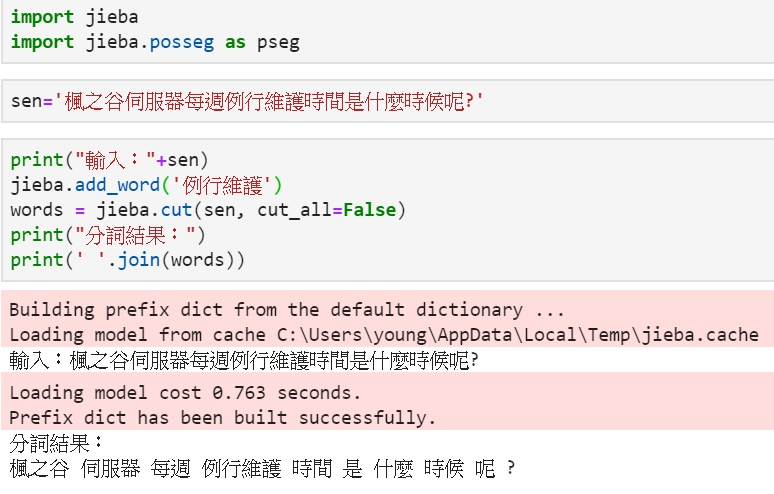 import jieba
import jieba.posseg as pseg
sen='楓之谷伺服器每週例行維護時間是什麼時候呢?'
print("輸入："+sen)
jieba.add_word('例行維護')
words = jieba.cut(sen, cut_all=False)
print("分詞結果：")
print(' '.join(words))
Building prefix dict from the default dictionary ...
Loading model from cache C:\Users\young\AppData\Local\Temp\jieba.cache
輸入：楓之谷伺服器每週例行維護時間是什麼時候呢?
Loading model cost 0.763 seconds.
Prefix dict has been built successfully.
分詞結果：
楓之谷 伺服器 每週 例行維護 時間 是 什麼 時候 呢 ?